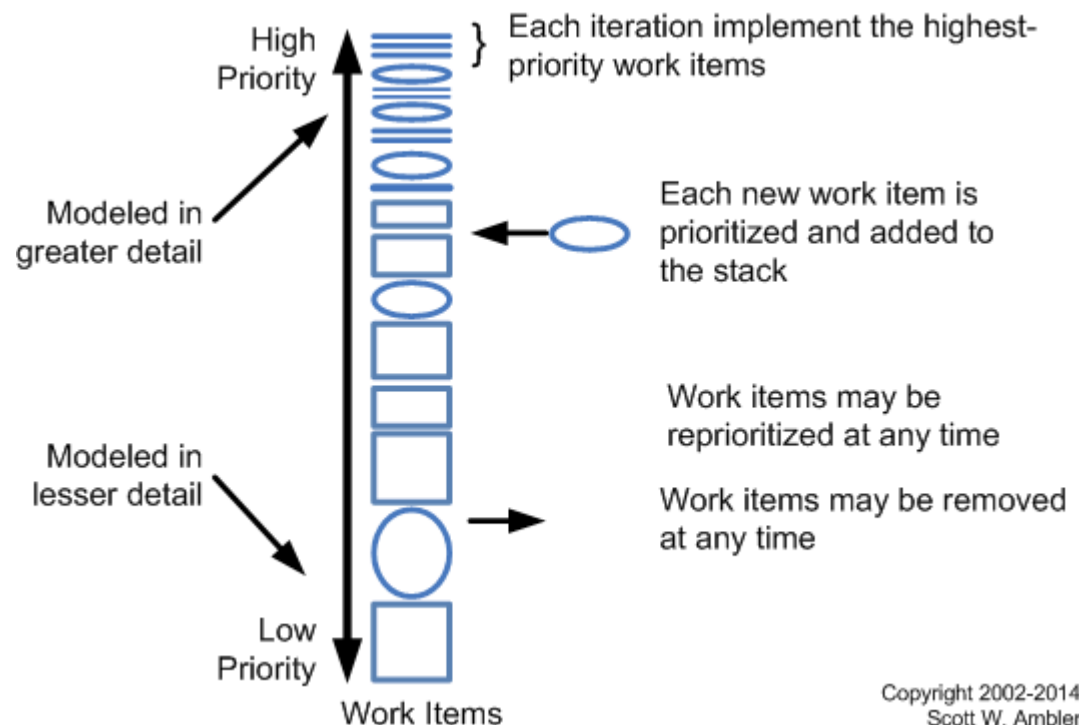 High
Priority
} Each iteration implement the highest-
priority work items
Modeled in
greater detail
Each new work item is
prioritized and added to
the stack
Work items may be
reprioritized at any time
Modeled in
lesser detail
Work items may be removed
at any time
Low
Priority
Work Items
Copyright 2002-2014
Scott W. Ambler